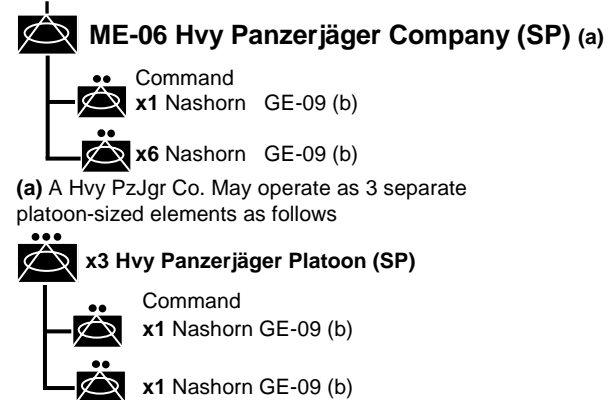 ME-06 Hvy Panzerjäger Company (SP) (a)
Command
x1 Nashorn GE-09 (b)
x6 Nashorn GE-09 (b)
(a) A Hvy PzJgr Co. May operate as 3 separate
platoon-sized elements as follows
x3 Hvy Panzerjäger Platoon (SP)
Command
x1 Nashorn GE-09 (b)
x1 Nashorn GE-09 (b)